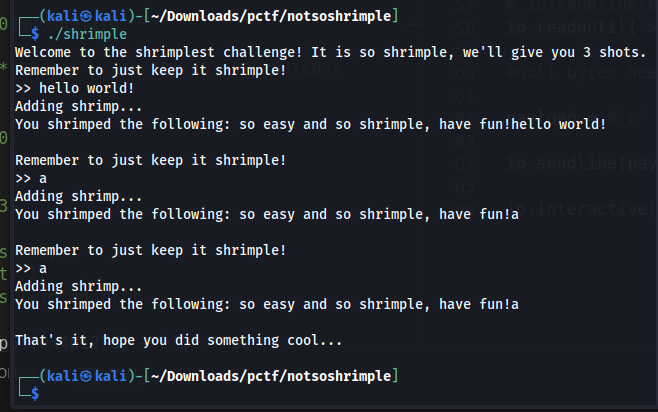 ┌──(kali㉿kali)-[~/Downloads/pctf/notsoshrimple]
└─$ ./shrimple
Welcome to the shrimplest challenge! It is so shrimple, we'll give you 3 shots.
Remember to just keep it shrimple!
>> hello world!
Adding shrimp...
You shrimped the following: so easy and so shrimple, have fun!hello world!

Remember to just keep it shrimple!
>> a
Adding shrimp...
You shrimped the following: so easy and so shrimple, have fun!a

Remember to just keep it shrimple!
>> a
Adding shrimp...
You shrimped the following: so easy and so shrimple, have fun!a

That's it, hope you did something cool...

┌──(kali㉿kali)-[~/Downloads/pctf/notsoshrimple]
└─$